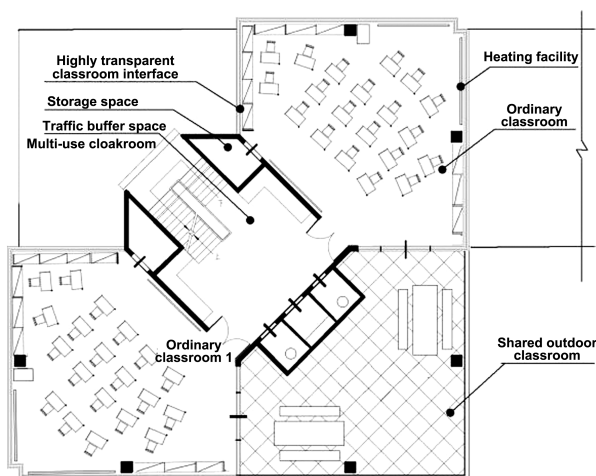 Highly transparent
classroom interface
Heating facility
Storage space
Ordinary
classroom
Traffic buffer space
Multi-use cloakroom
Ordinary
classroom 1
Shared outdoor
classroom